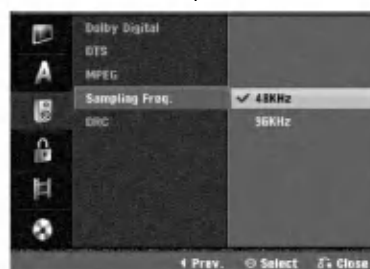 Dolby Digital
DTS
MPEG
Sampling Freq.
DRC
✓ 48KHz
96KHz
A
Prev. Select Close